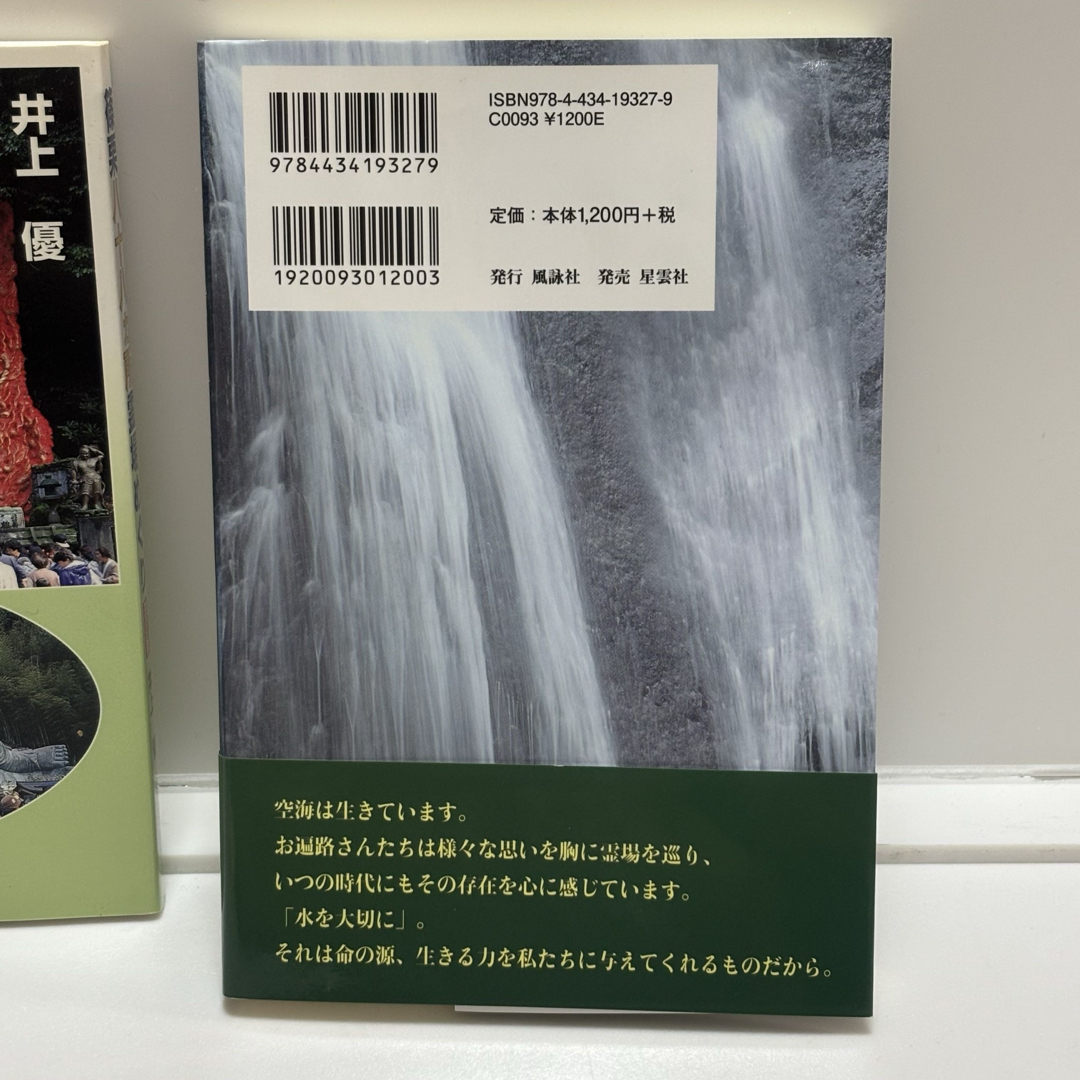 井上 優
ISBN978-4-434-19327-9
C0093 ¥1200E
9784434193279
定価：本体1,200円+税
1920093012003
発行 風詠社 発売 星雲社
空海は生きています。
お遍路さんたちは様々な思いを胸に霊場を巡り、
いつの時代にもその存在を心に感じています。
「水を大切に」。
それは命の源、生きる力を私たちに与えてくれるものだから。